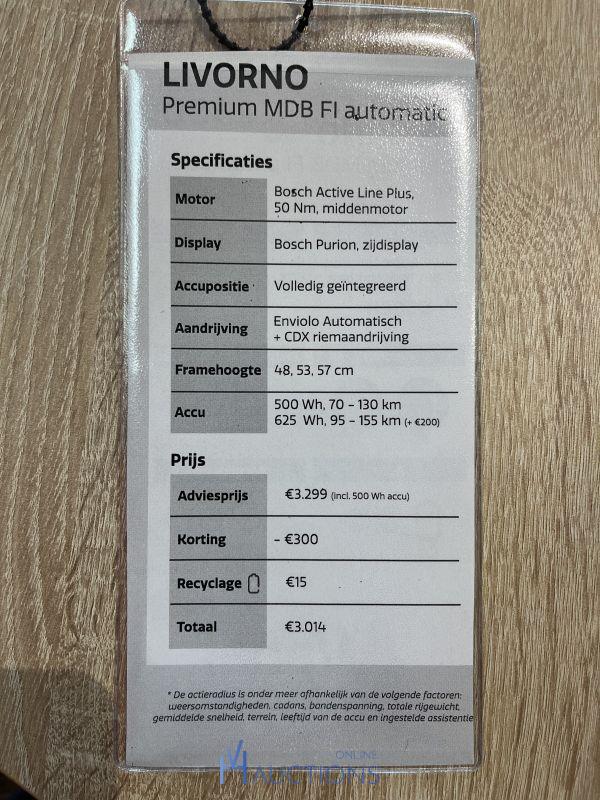 LIVORNO
Premium MDB FI automatic
Specificaties
Motor
Bosch Active Line Plus,
50 Nm, middenmotor
Display
Bosch Purion, zijdisplay
Accupositie
Volledig geïntegreerd
Aandrijving
Enviolo Automatisch
+ CDX riemaandrijving
Framehoogte
48, 53, 57 cm
Accu
500 Wh, 70 - 130 km
625 Wh, 95 - 155 km (+ €200)
Prijs
Adviesprijs
€3.299 (incl. 500 Wh accu)
Korting
- €300
Recyclage
€15
Totaal
€3.014
* De actieradius is onder meer afhankelijk van de volgende factoren:
weersomstandigheden, cadans, bandenspanning, totale rijgewicht,
gemiddelde snelheid, terrein, leeftijd van de accu en ingestelde assistentie
ONLINE
AUCTIONS